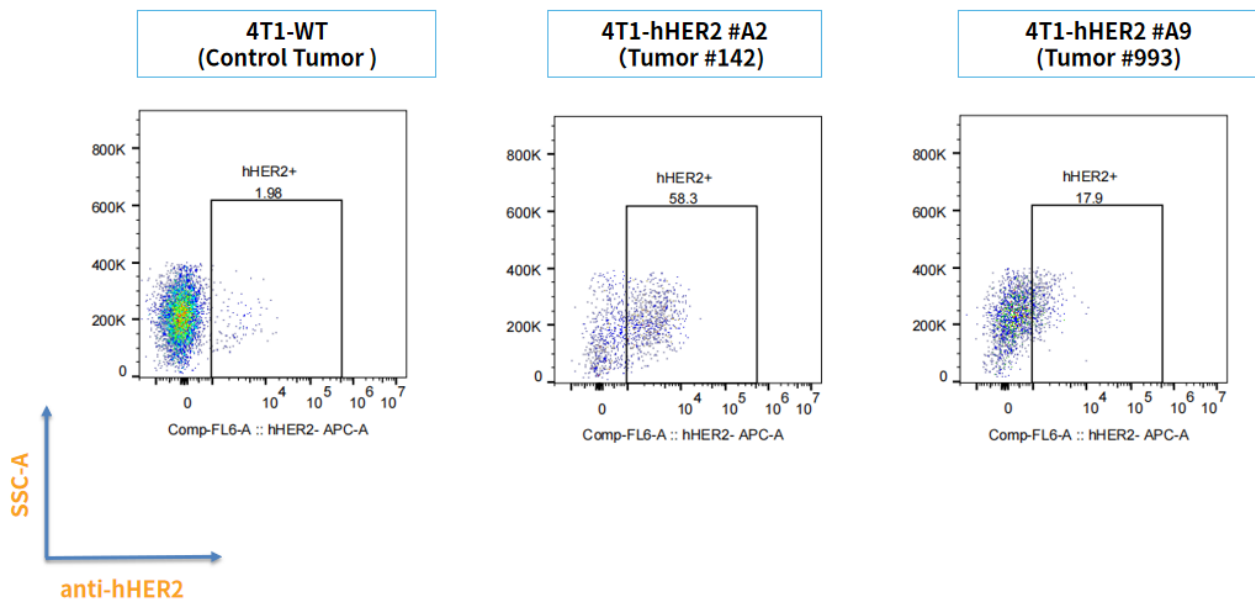 4T1-WT
(Control Tumor )
4T1-hHER2 #A2
(Tumor #142)
4T1-hHER2 #A9
(Tumor #993)
800K
600K
400K
200K
0
hHER2+
1.98
0
10^4
10^5
10^6
10^7
Comp-FL6-A :: hHER2- APC-A
800K
600K
400K
200K
0
hHER2+
58.3
0
10^4
10^5
10^6
10^7
Comp-FL6-A :: hHER2- APC-A
800K
600K
400K
200K
0
hHER2+
17.9
0
10^4
10^5
10^6
10^7
Comp-FL6-A :: hHER2- APC-A
SSC-A
anti-hHER2